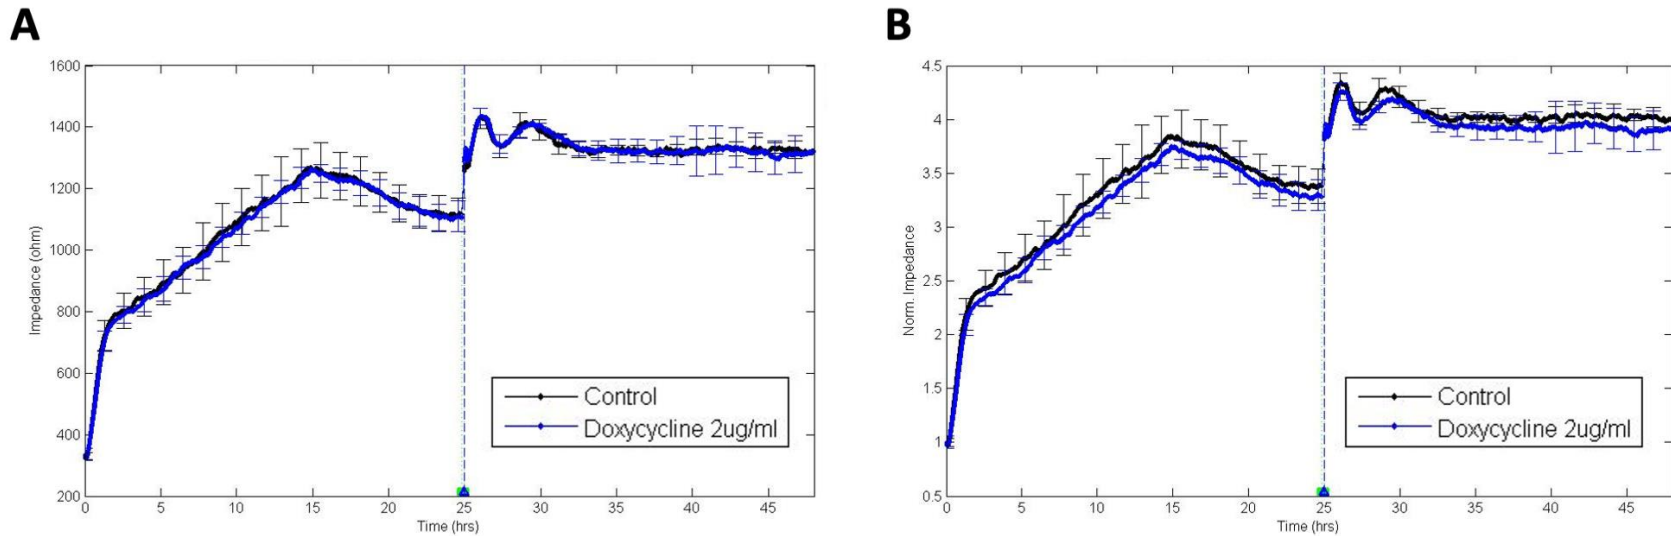 A
1600
1400
1200
1000
800
600
400
200
Impedance (ohm)
0 5 10 15 20 25 30 35 40 45
Time (hrs)
Control
Doxycycline 2ug/ml
B
4.5
4
3.5
3
2.5
2
1.5
1
0.5
Norm. Impedance
0 5 10 15 20 25 30 35 40 45
Time (hrs)
Control
Doxycycline 2ug/ml